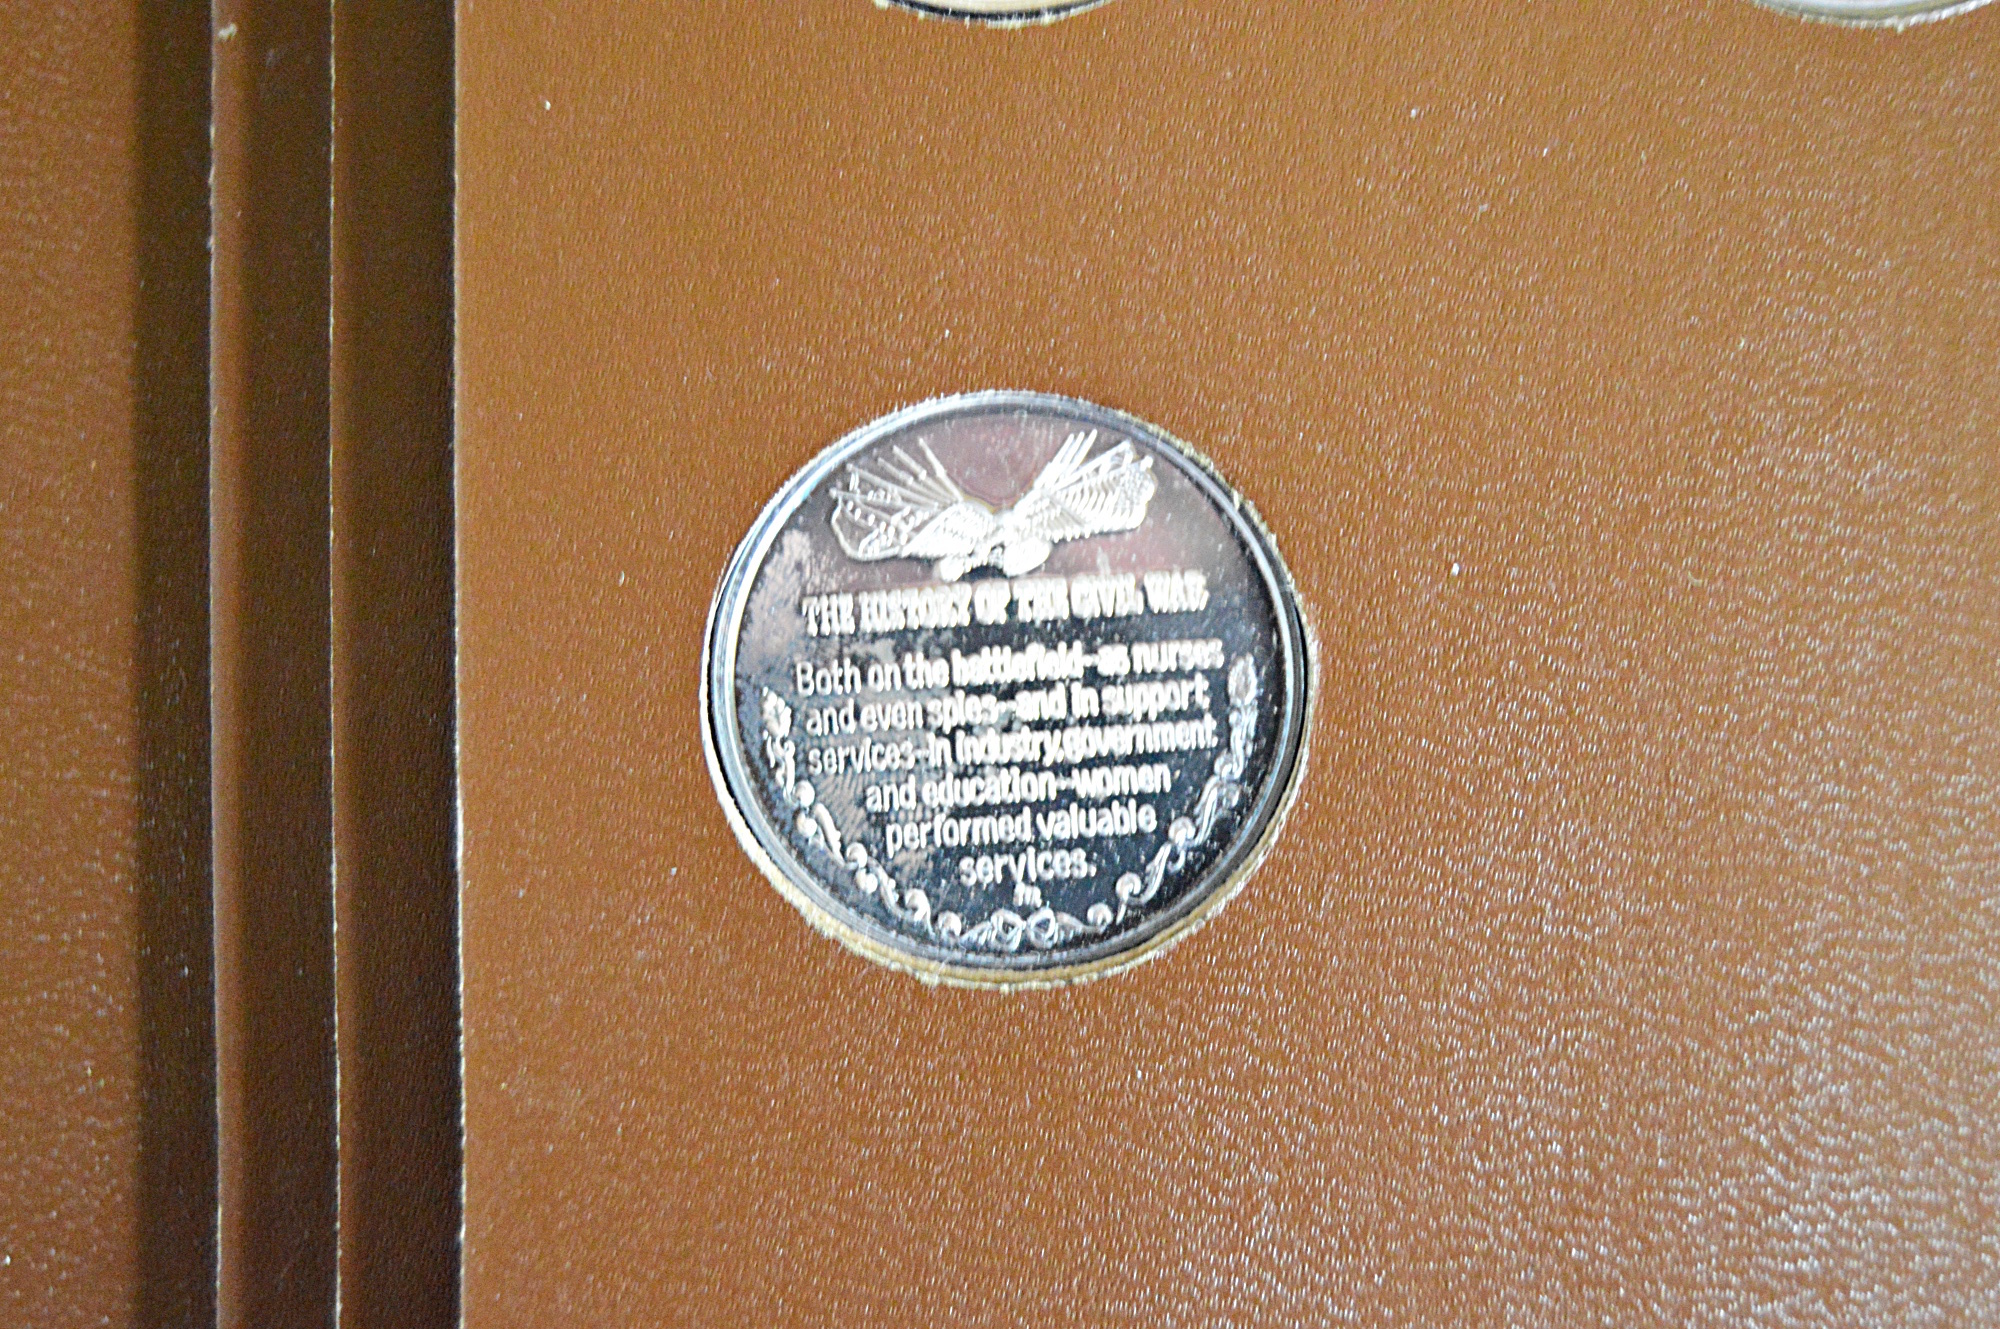 THE HISTORY OF THE CIVIL WAR
Both on the battlefield–as nurses
and even spies–and in support
services–in industry, government
and education–women
performed valuable
services.